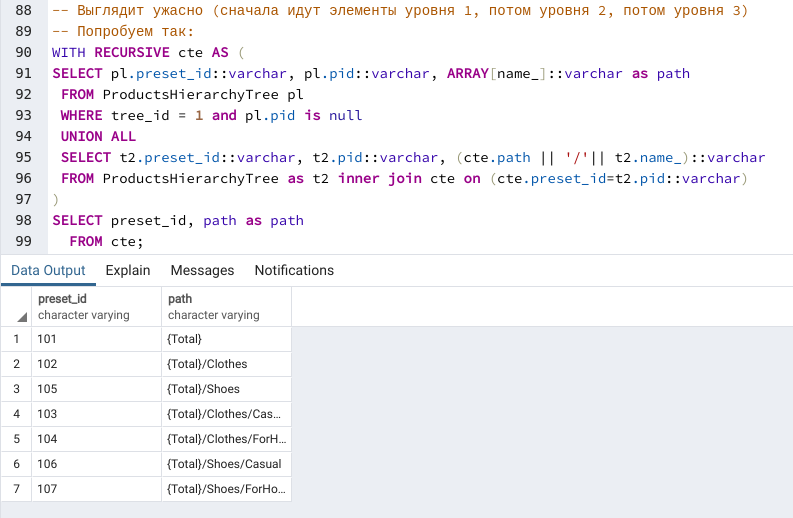 88 -- Выглядит ужасно (сначала идут элементы уровня 1, потом уровня 2, потом уровня 3)
89 -- Попробуем так:
90 WITH RECURSIVE cte AS (
91 SELECT pl.preset_id::varchar, pl.pid::varchar, ARRAY[name_]::varchar as path
92 FROM ProductsHierarchyTree pl
93 WHERE tree_id = 1 and pl.pid is null
94 UNION ALL
95 SELECT t2.preset_id::varchar, t2.pid::varchar, (cte.path || '/'|| t2.name_)::varchar
96 FROM ProductsHierarchyTree as t2 inner join cte on (cte.preset_id=t2.pid::varchar)
97 )
98 SELECT preset_id, path as path
99 FROM cte;
Data Output Explain Messages Notifications
preset_id path
character varying character varying
1 101 {Total}
2 102 {Total}/Clothes
3 105 {Total}/Shoes
4 103 {Total}/Clothes/Cas...
5 104 {Total}/Clothes/ForH...
6 106 {Total}/Shoes/Casual
7 107 {Total}/Shoes/ForHo...